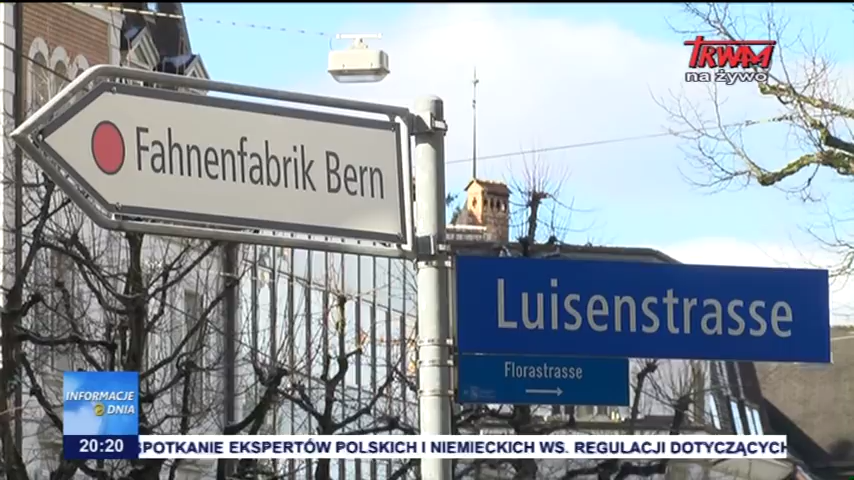 TRWAM
na żywo
Fahnenfabrik Bern
Luisenstrasse
Florastrasse
INFORMACJE
DNIA
20:20
SPOTKANIE EKSPERTÓW POLSKICH I NIEMIECKICH WS. REGULACJI DOTYCZĄCYCH